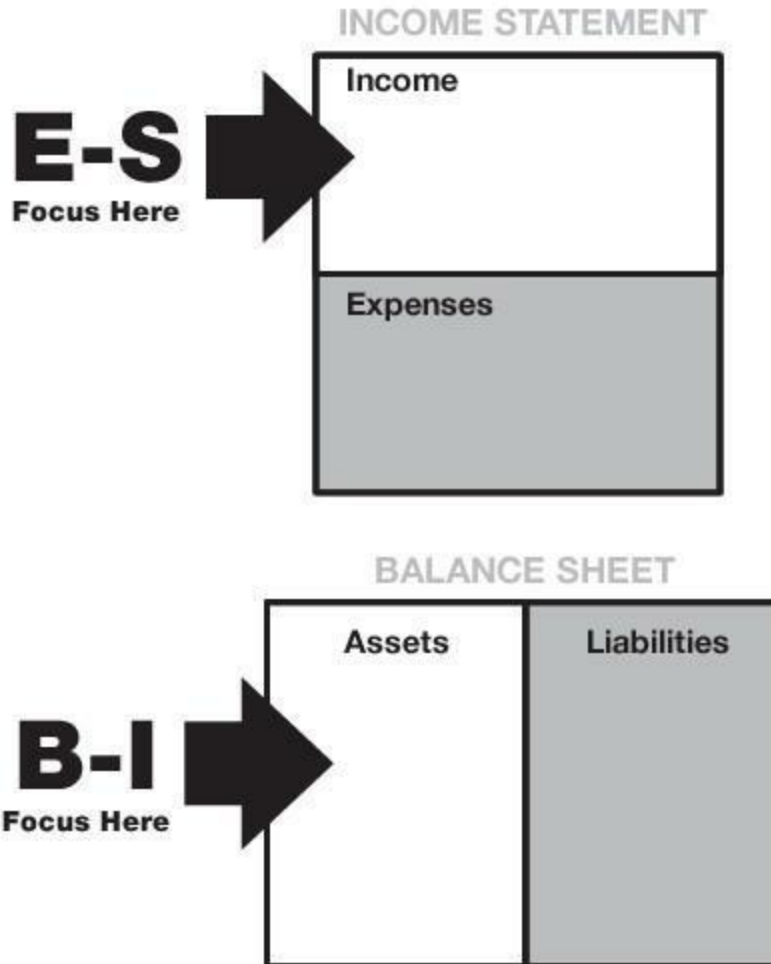 INCOME STATEMENT
Income
E-S
Focus Here
Expenses
BALANCE SHEET
Assets
Liabilities
B-I
Focus Here